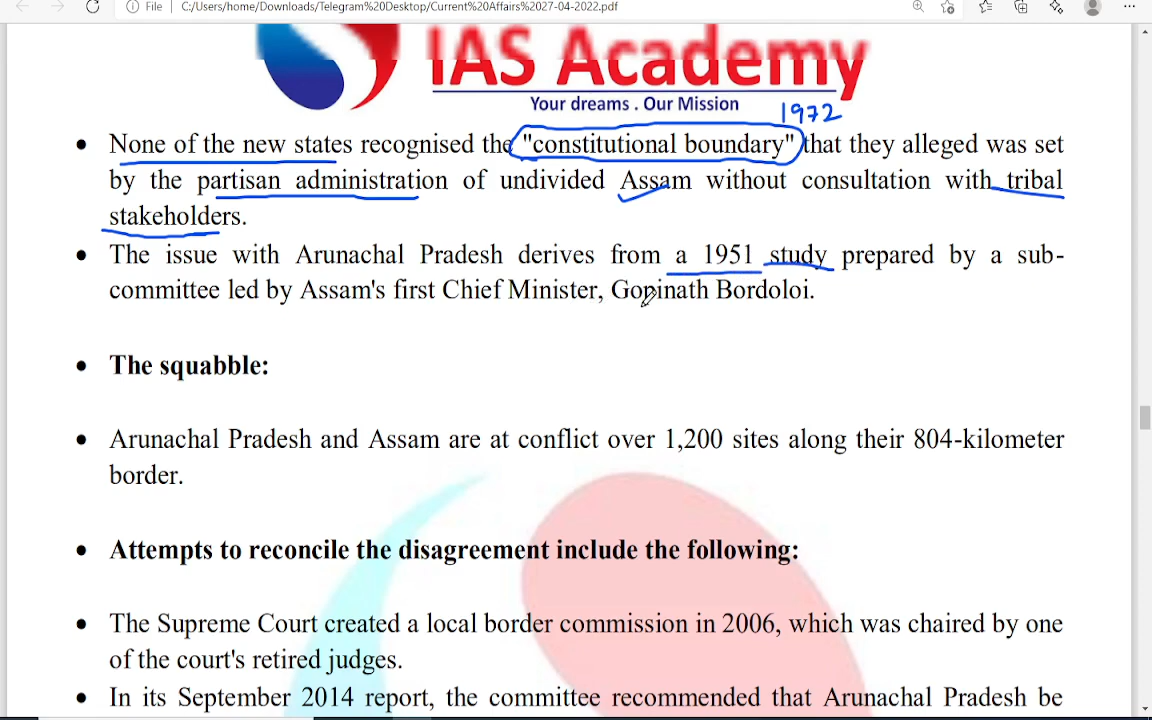 File C:/Users/home/Downloads/Telegram%20Desktop/Current%20Affairs%2027-04-2022.pdf
IAS Academy
Your dreams . Our Mission
1972
• None of the new states recognised the "constitutional boundary" that they alleged was set
by the partisan administration of undivided Assam without consultation with tribal
stakeholders.
• The issue with Arunachal Pradesh derives from a 1951 study prepared by a sub-
committee led by Assam's first Chief Minister, Gopinath Bordoloi.
• The squabble:
• Arunachal Pradesh and Assam are at conflict over 1,200 sites along their 804-kilometer
border.
• Attempts to reconcile the disagreement include the following:
• The Supreme Court created a local border commission in 2006, which was chaired by one
of the court's retired judges.
• In its September 2014 report, the committee recommended that Arunachal Pradesh be